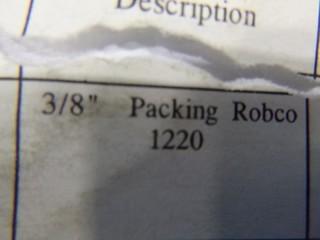 Description
3/8" Packing Robco
1220